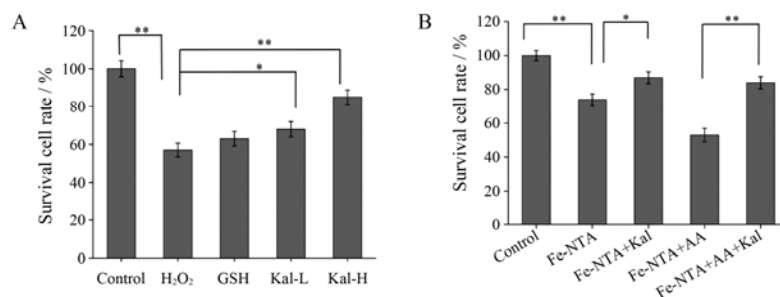 A
Survival cell rate / %
120
100
80
60
40
20
0
**
**
*
Control
H₂O₂
GSH
Kal-L
Kal-H
B
Survival cell rate / %
120
100
80
60
40
20
0
**
*
**
Control
Fe-NTA
Fe-NTA+Kal
Fe-NTA+AA
Fe-NTA+AA+Kal